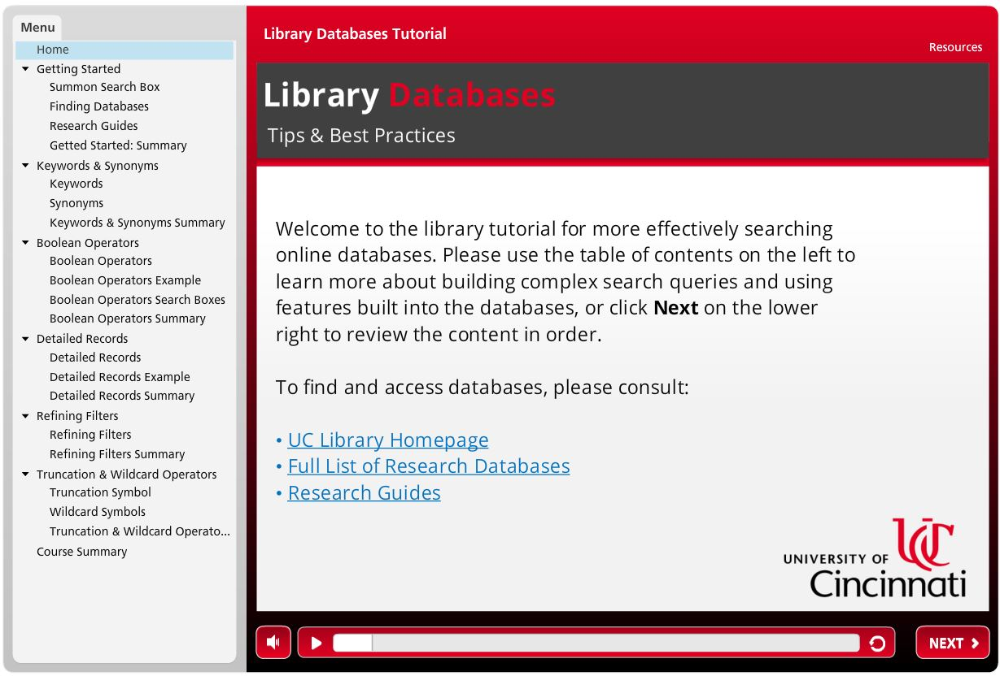 Menu
Home
Getting Started
Summon Search Box
Finding Databases
Research Guides
Getted Started: Summary
Keywords & Synonyms
Keywords
Synonyms
Keywords & Synonyms Summary
Boolean Operators
Boolean Operators
Boolean Operators Example
Boolean Operators Search Boxes
Boolean Operators Summary
Detailed Records
Detailed Records
Detailed Records Example
Detailed Records Summary
Refining Filters
Refining Filters
Refining Filters Summary
Truncation & Wildcard Operators
Truncation Symbol
Wildcard Symbols
Truncation & Wildcard Operato...
Course Summary
Library Databases Tutorial
Resources
Library Databases
Tips & Best Practices
Welcome to the library tutorial for more effectively searching
online databases. Please use the table of contents on the left to
learn more about building complex search queries and using
features built into the databases, or click Next on the lower
right to review the content in order.
To find and access databases, please consult:
• UC Library Homepage
• Full List of Research Databases
• Research Guides
UC
UNIVERSITY OF
Cincinnati
NEXT